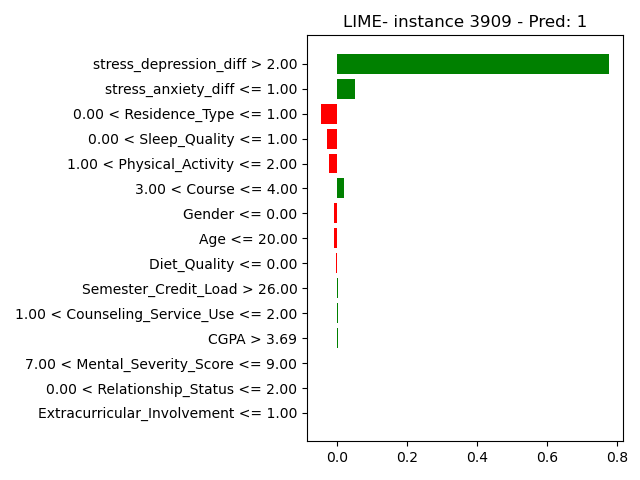 LIME- instance 3909 - Pred: 1
stress_depression_diff > 2.00
stress_anxiety_diff <= 1.00
0.00 < Residence_Type <= 1.00
0.00 < Sleep_Quality <= 1.00
1.00 < Physical_Activity <= 2.00
3.00 < Course <= 4.00
Gender <= 0.00
Age <= 20.00
Diet_Quality <= 0.00
Semester_Credit_Load > 26.00
1.00 < Counseling_Service_Use <= 2.00
CGPA > 3.69
7.00 < Mental_Severity_Score <= 9.00
0.00 < Relationship_Status <= 2.00
Extracurricular_Involvement <= 1.00
0.0 0.2 0.4 0.6 0.8